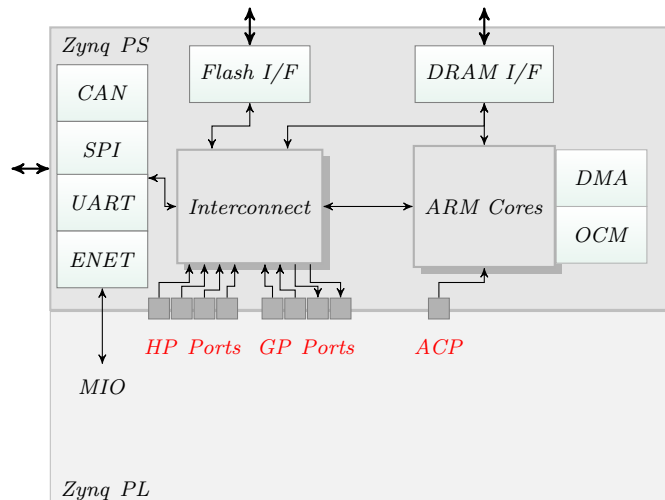 Zynq PS
Flash I/F
DRAM I/F
CAN
SPI
UART
ENET
Interconnect
ARM Cores
DMA
OCM
HP Ports
GP Ports
ACP
MIO
Zynq PL